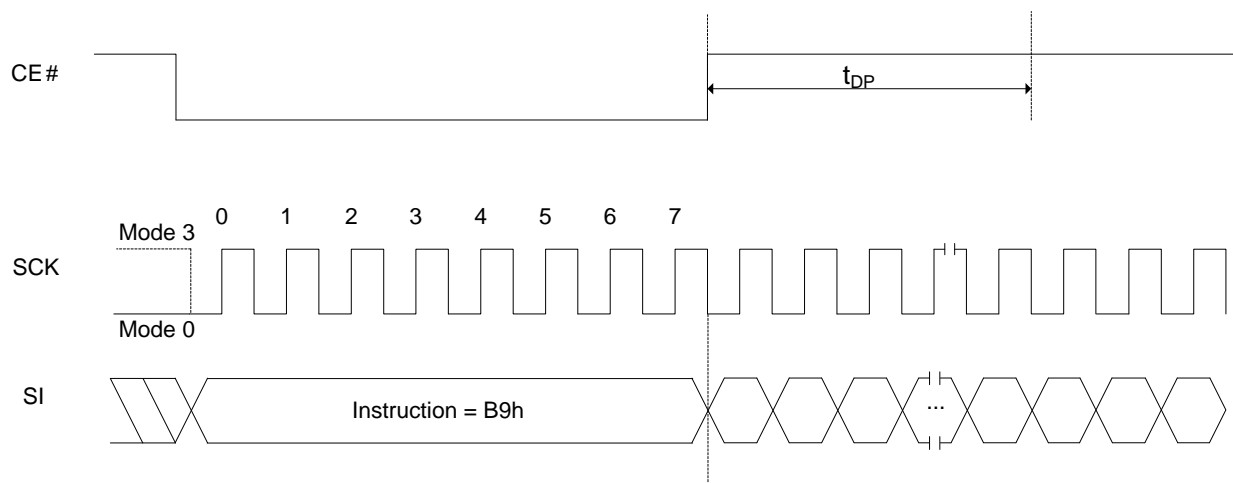 CE#
tDP
0 1 2 3 4 5 6 7
Mode 3
SCK
Mode 0
SI
Instruction = B9h
...